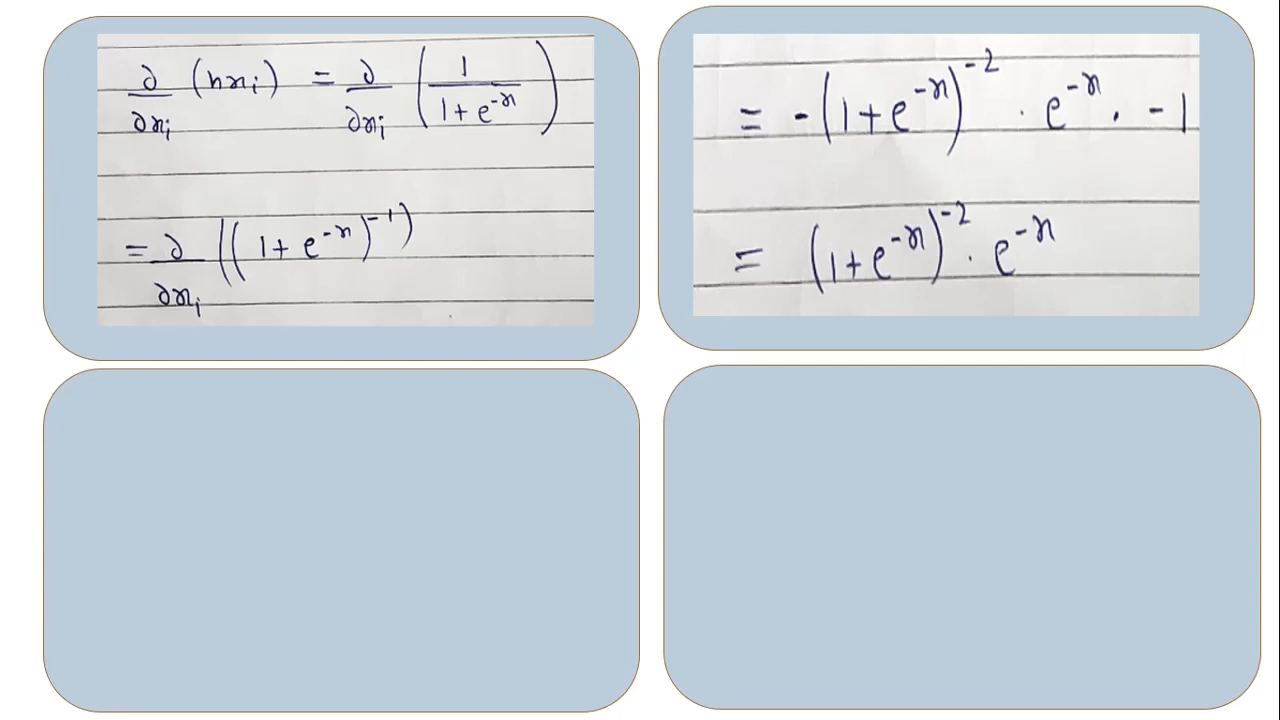 ∂/∂xᵢ (hxᵢ) = ∂/∂xᵢ (1/(1 + e^-x))
= ∂/∂xᵢ ((1 + e^-x)^-1)
= -(1+e^-x)^-2 · e^-x · -1
= (1+e^-x)^-2 · e^-x